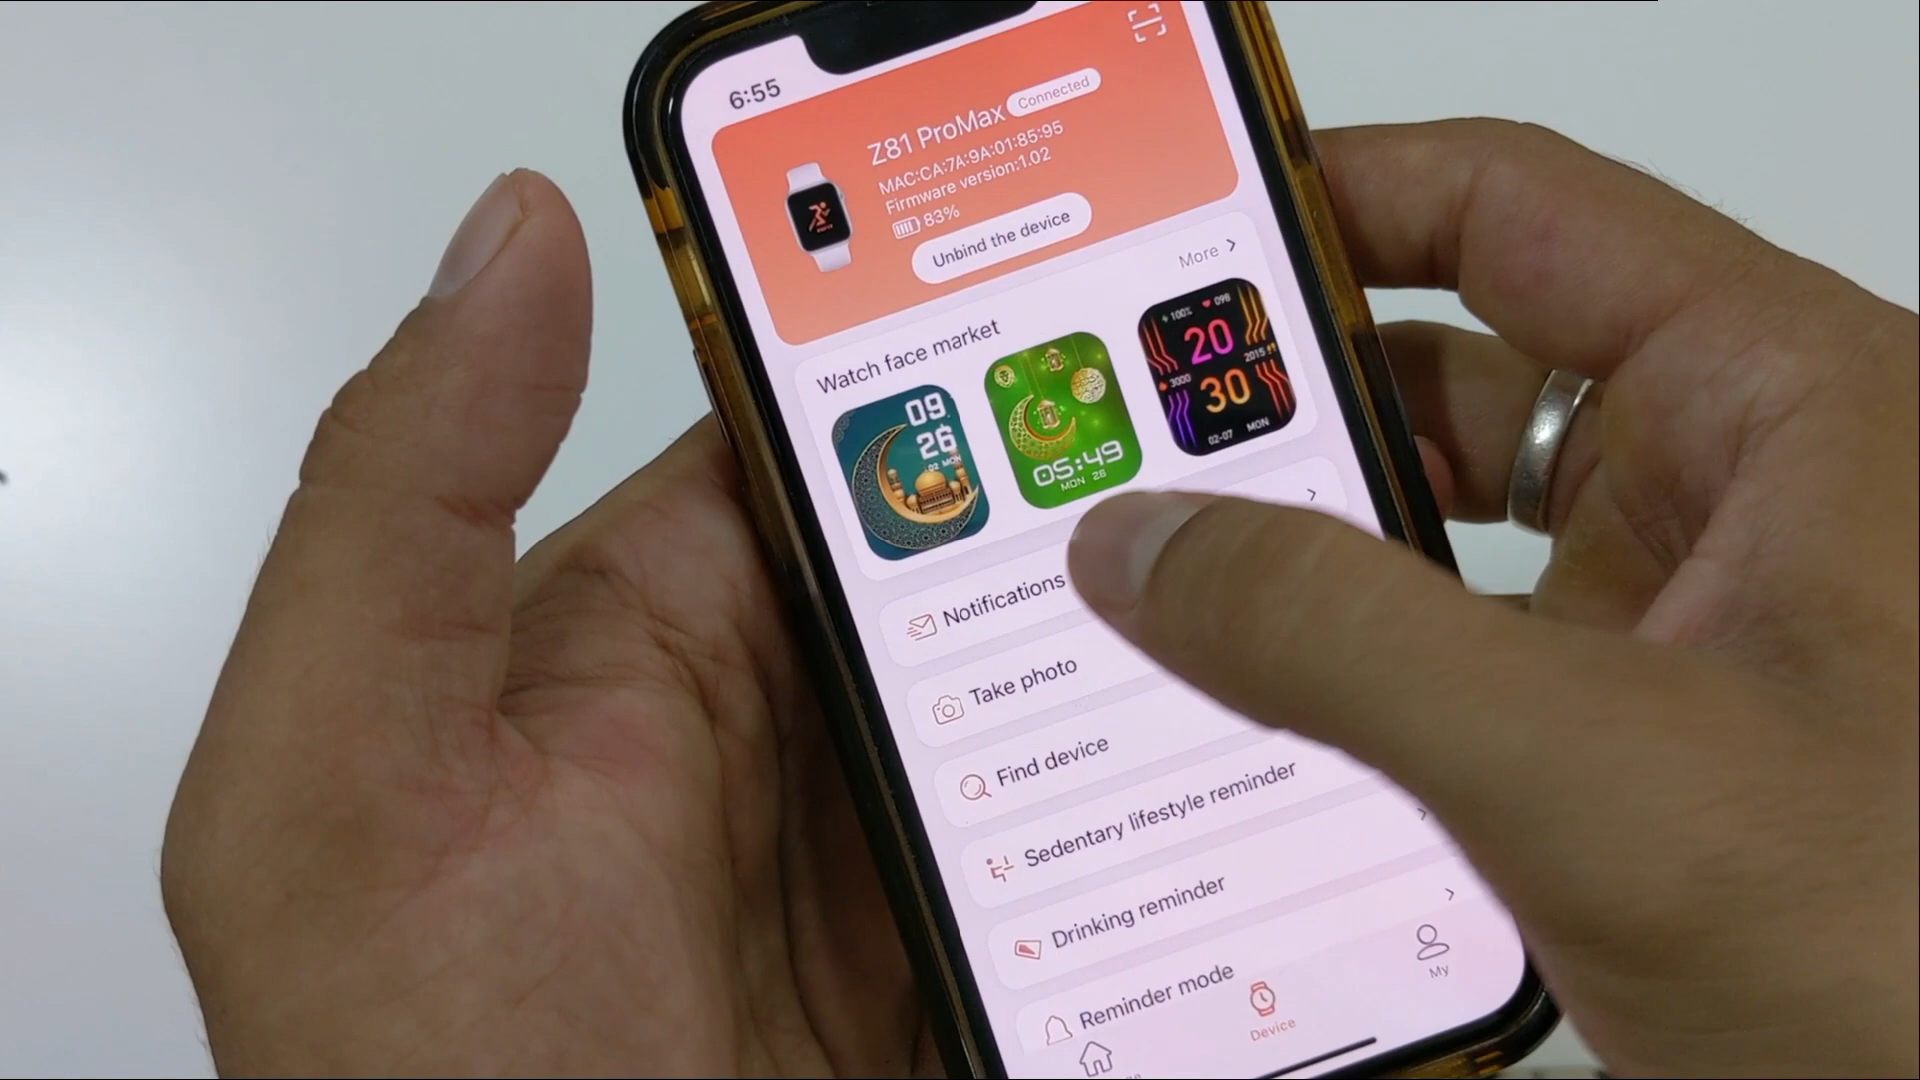 6:55
Z81 ProMax
Connected
MAC:CA:7A:9A:01:85:95
Firmware version:1.02
83%
Unbind the device
Watch face market
More
09
26
02 MON
05:49
MON 26
100% 098
20
2015
3000
30
02-07 MON
Notifications
Take photo
Find device
Sedentary lifestyle reminder
Drinking reminder
Reminder mode
Device
My